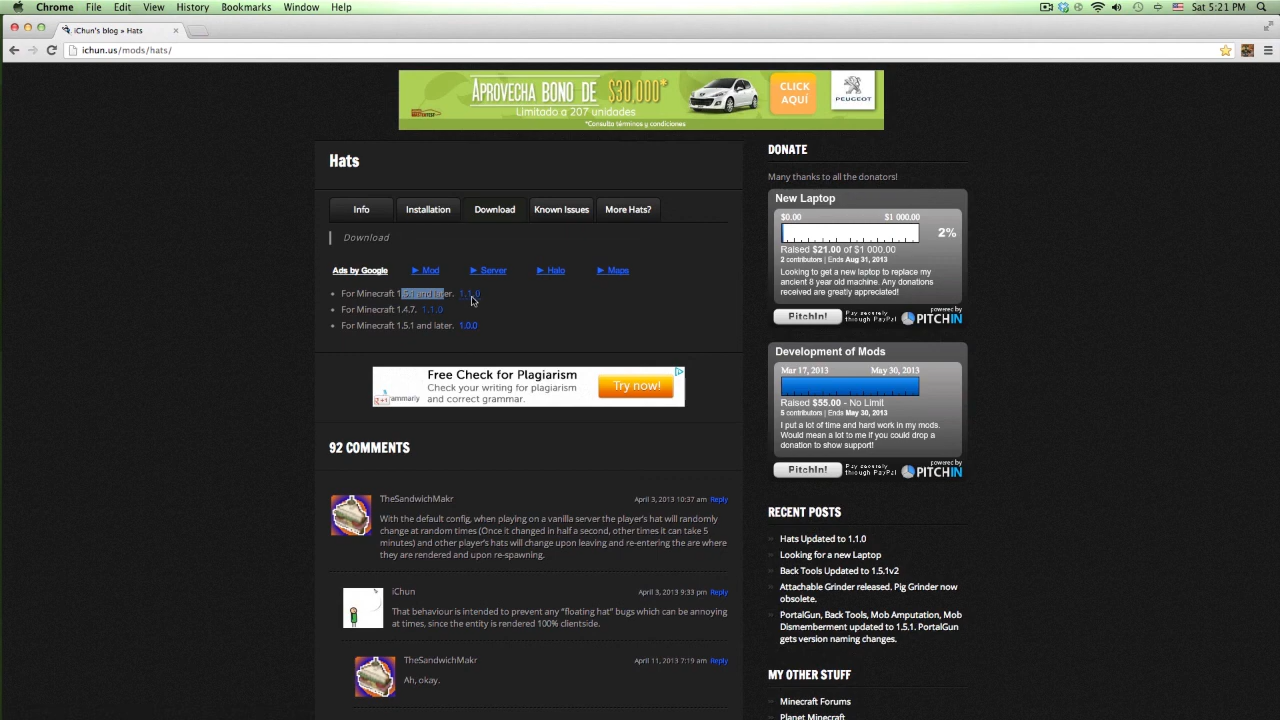 Chrome File Edit View History Bookmarks Window Help Sat 5:21 PM
iChun's blog » Hats
ichun.us/mods/hats/
APROVECHA BONO DE $30,000*
Limitado a 207 unidades
*Consulta términos y condiciones
CLICK AQUÍ
PEUGEOT
Hats
Info Installation Download Known Issues More Hats?
Download
Ads by Google Mod Server Halo Maps
For Minecraft 1.5.1 and later. 1.1.0
For Minecraft 1.4.7. 1.1.0
For Minecraft 1.5.1 and later. 1.0.0
Free Check for Plagiarism
Check your writing for plagiarism
and correct grammar.
Try now!
+1
92 COMMENTS
TheSandwichMakr April 3, 2013 10:37 am Reply
With the default config, when playing on a vanilla server the player's hat will randomly
change at random times (Once it changed in half a second, other times it can take 5
minutes) and other player's hats will change upon leaving and re-entering the are where
they are rendered and upon re-spawning.
iChun April 3, 2013 9:33 pm Reply
That behaviour is intended to prevent any “floating hat” bugs which can be annoying
at times, since the entity is rendered 100% clientside.
TheSandwichMakr April 11, 2013 7:19 am Reply
Ah, okay.
DONATE
Many thanks to all the donators!
New Laptop
$0.00 $1 000.00
2%
Raised $21.00 of $1 000.00
2 contributors | Ends Aug 31, 2013
Looking to get a new laptop to replace my
ancient 8 year old machine. Any donations
received are greatly appreciated!
PitchIn! Pay securely through PayPal powered by PITCHIN
Development of Mods
Mar 17, 2013 May 30, 2013
Raised $55.00 - No Limit
5 contributors | Ends May 30, 2013
I put a lot of time and hard work in my mods.
Would mean a lot to me if you could drop a
donation to show support!
PitchIn! Pay securely through PayPal powered by PITCHIN
RECENT POSTS
Hats Updated to 1.1.0
Looking for a new Laptop
Back Tools Updated to 1.5.1v2
Attachable Grinder released. Pig Grinder now
obsolete.
PortalGun, Back Tools, Mob Amputation, Mob
Dismemberment updated to 1.5.1. PortalGun
gets version naming changes.
MY OTHER STUFF
Minecraft Forums
Planet Minecraft